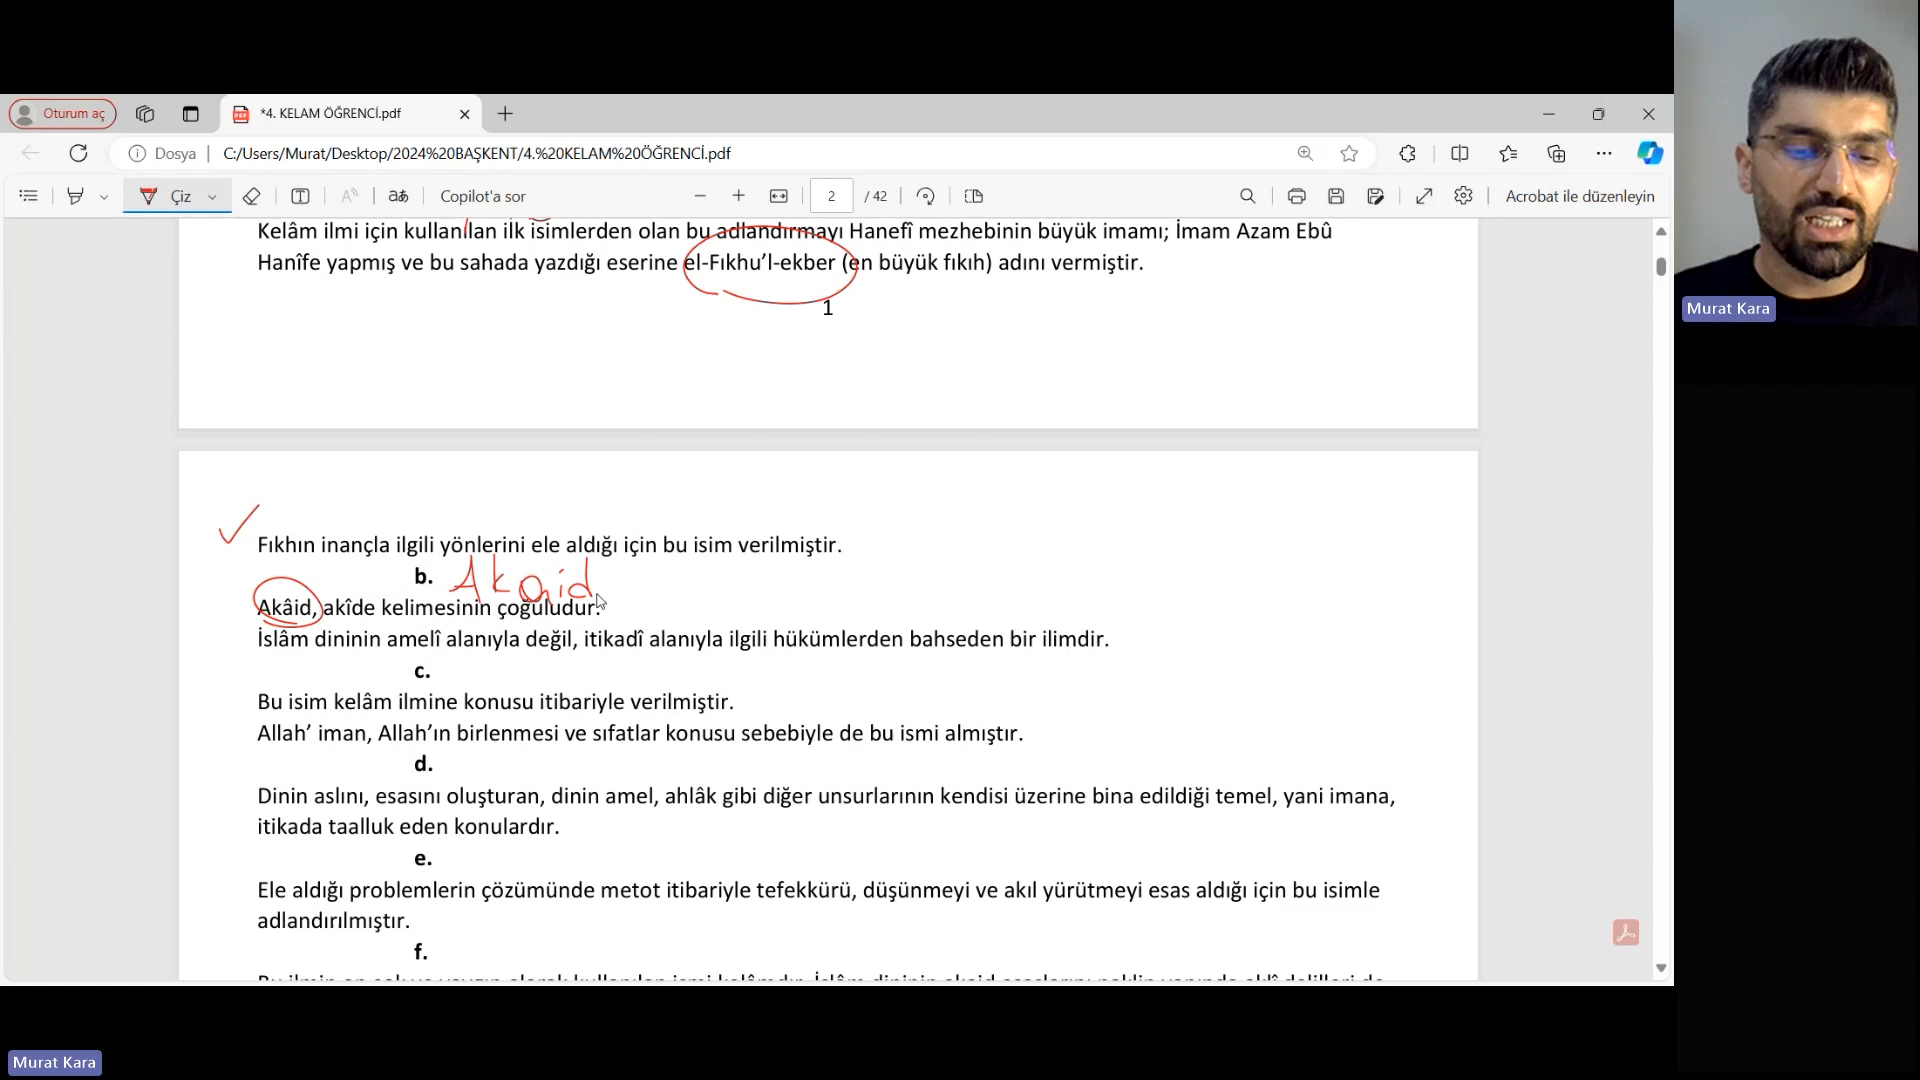 Oturum aç
*4. KELAM ÖĞRENCİ.pdf
Dosya
C:/Users/Murat/Desktop/2024%20BAŞKENT/4.%20KELAM%20ÖĞRENCİ.pdf
Çiz
Copilot'a sor
2
/ 42
Acrobat ile düzenleyin
Kelâm ilmi için kullanılan ilk isimlerden olan bu adlandırmayı Hanefî mezhebinin büyük imamı; İmam Azam Ebû
Hanîfe yapmış ve bu sahada yazdığı eserine el-Fıkhu’l-ekber (en büyük fıkıh) adını vermiştir.
1
Fıkhın inançla ilgili yönlerini ele aldığı için bu isim verilmiştir.
b. Akaid
Akâid, akîde kelimesinin çoğuludur.
İslâm dininin amelî alanıyla değil, itikadî alanıyla ilgili hükümlerden bahseden bir ilimdir.
c.
Bu isim kelâm ilmine konusu itibariyle verilmiştir.
Allah’ iman, Allah’ın birlenmesi ve sıfatlar konusu sebebiyle de bu ismi almıştır.
d.
Dinin aslını, esasını oluşturan, dinin amel, ahlâk gibi diğer unsurlarının kendisi üzerine bina edildiği temel, yani imana,
itikada taalluk eden konulardır.
e.
Ele aldığı problemlerin çözümünde metot itibariyle tefekkürü, düşünmeyi ve akıl yürütmeyi esas aldığı için bu isimle
adlandırılmıştır.
f.
Murat Kara
Murat Kara